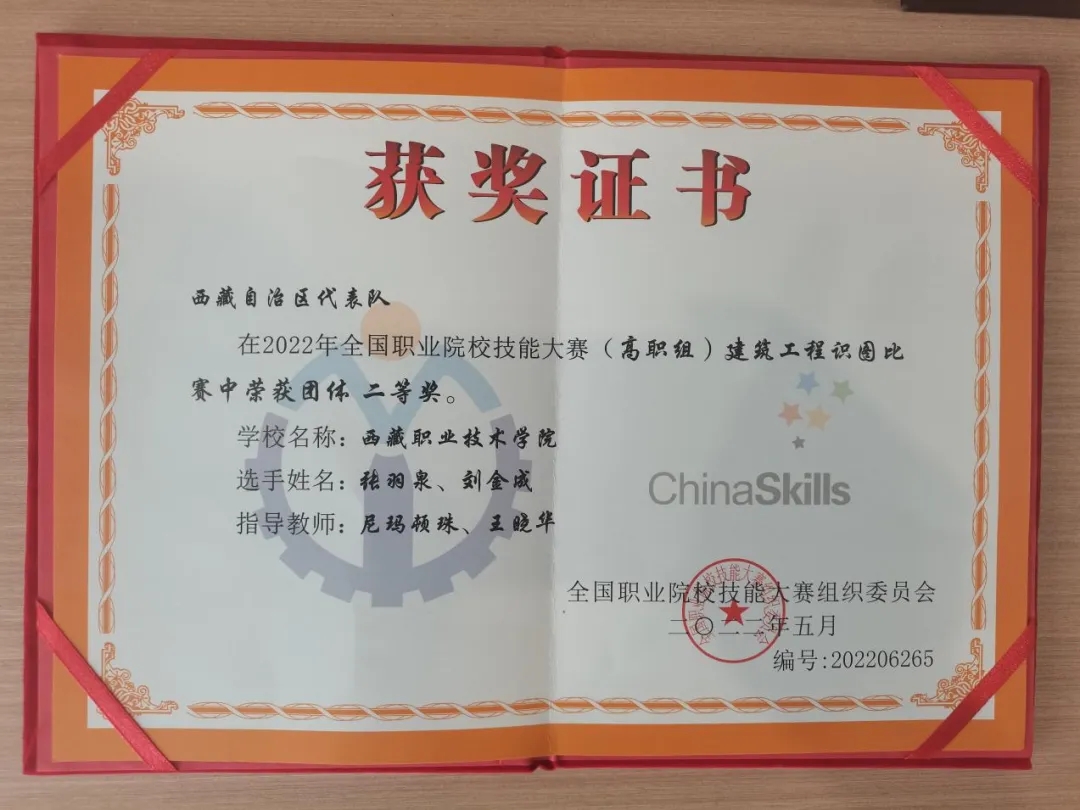 获奖证书
西藏自治区代表队
在2022年全国职业院校技能大赛（高职组）建筑工程识图比
赛中荣获团体 二等奖。
学校名称：西藏职业技术学院
选手姓名：张羽泉、刘金成
指导教师：尼玛顿珠、王晓华
ChinaSkills
全国职业院校技能大赛组织委员会
二〇二二年五月
编号:202206265